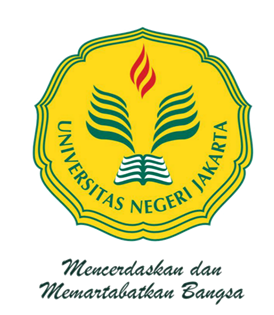 UNIVERSITAS NEGERI JAKARTA
Mencerdaskan dan
Memartabatkan Bangsa